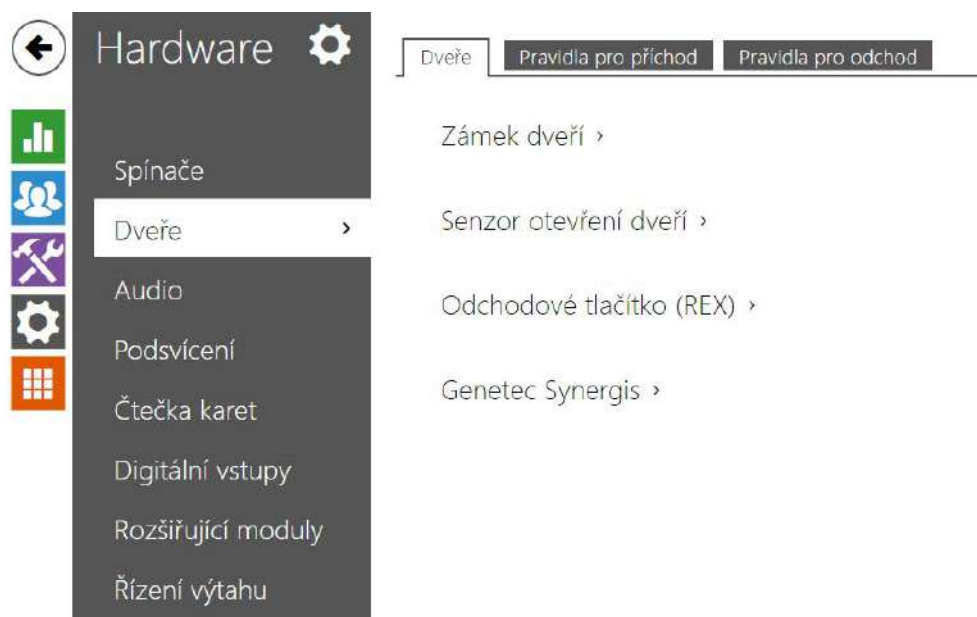 Hardware
Spínače
Dveře
Audio
Podsvícení
Čtečka karet
Digitální vstupy
Rozšiřující moduly
Řízení výtahu
Dveře
Pravidla pro příchod
Pravidla pro odchod
Zámek dveří ›
Senzor otevření dveří ›
Odchodové tlačítko (REX) ›
Genetec Synergis ›